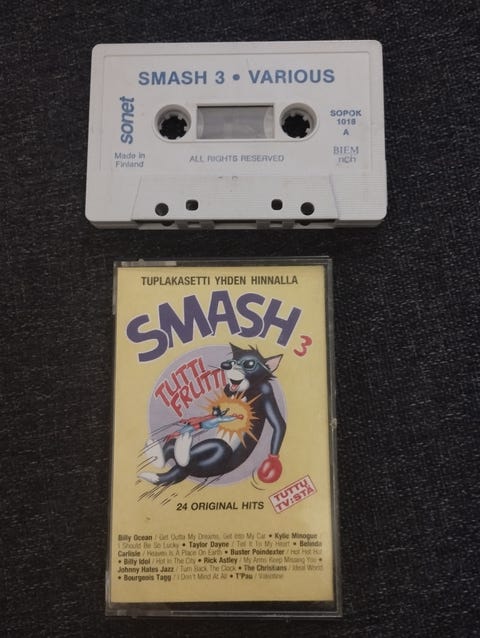 SMASH 3 • VARIOUS
sonet
SOPOK
1018
A
Made in
Finland
ALL RIGHTS RESERVED
BIEM
ncb
TUPLAKASETTI YHDEN HINNALLA
SMASH 3
TUTTI
FRUTTI
24 ORIGINAL HITS
TUTTU
TV:STÄ
Billy Ocean / Get Outta My Dreams, Get Into My Car • Kylie Minogue
I Should Be So Lucky • Taylor Dayne / Tell It To My Heart • Belinda
Carlisle / Heaven Is A Place On Earth • Buster Poindexter / Hot Hot Hot
• Billy Idol / Hot In The City • Rick Astley / My Arms Keep Missing You •
Johnny Hates Jazz / Turn Back The Clock • The Christians / Ideal World
• Bourgeois Tagg / I Don't Mind At All • T'Pau / Valentine